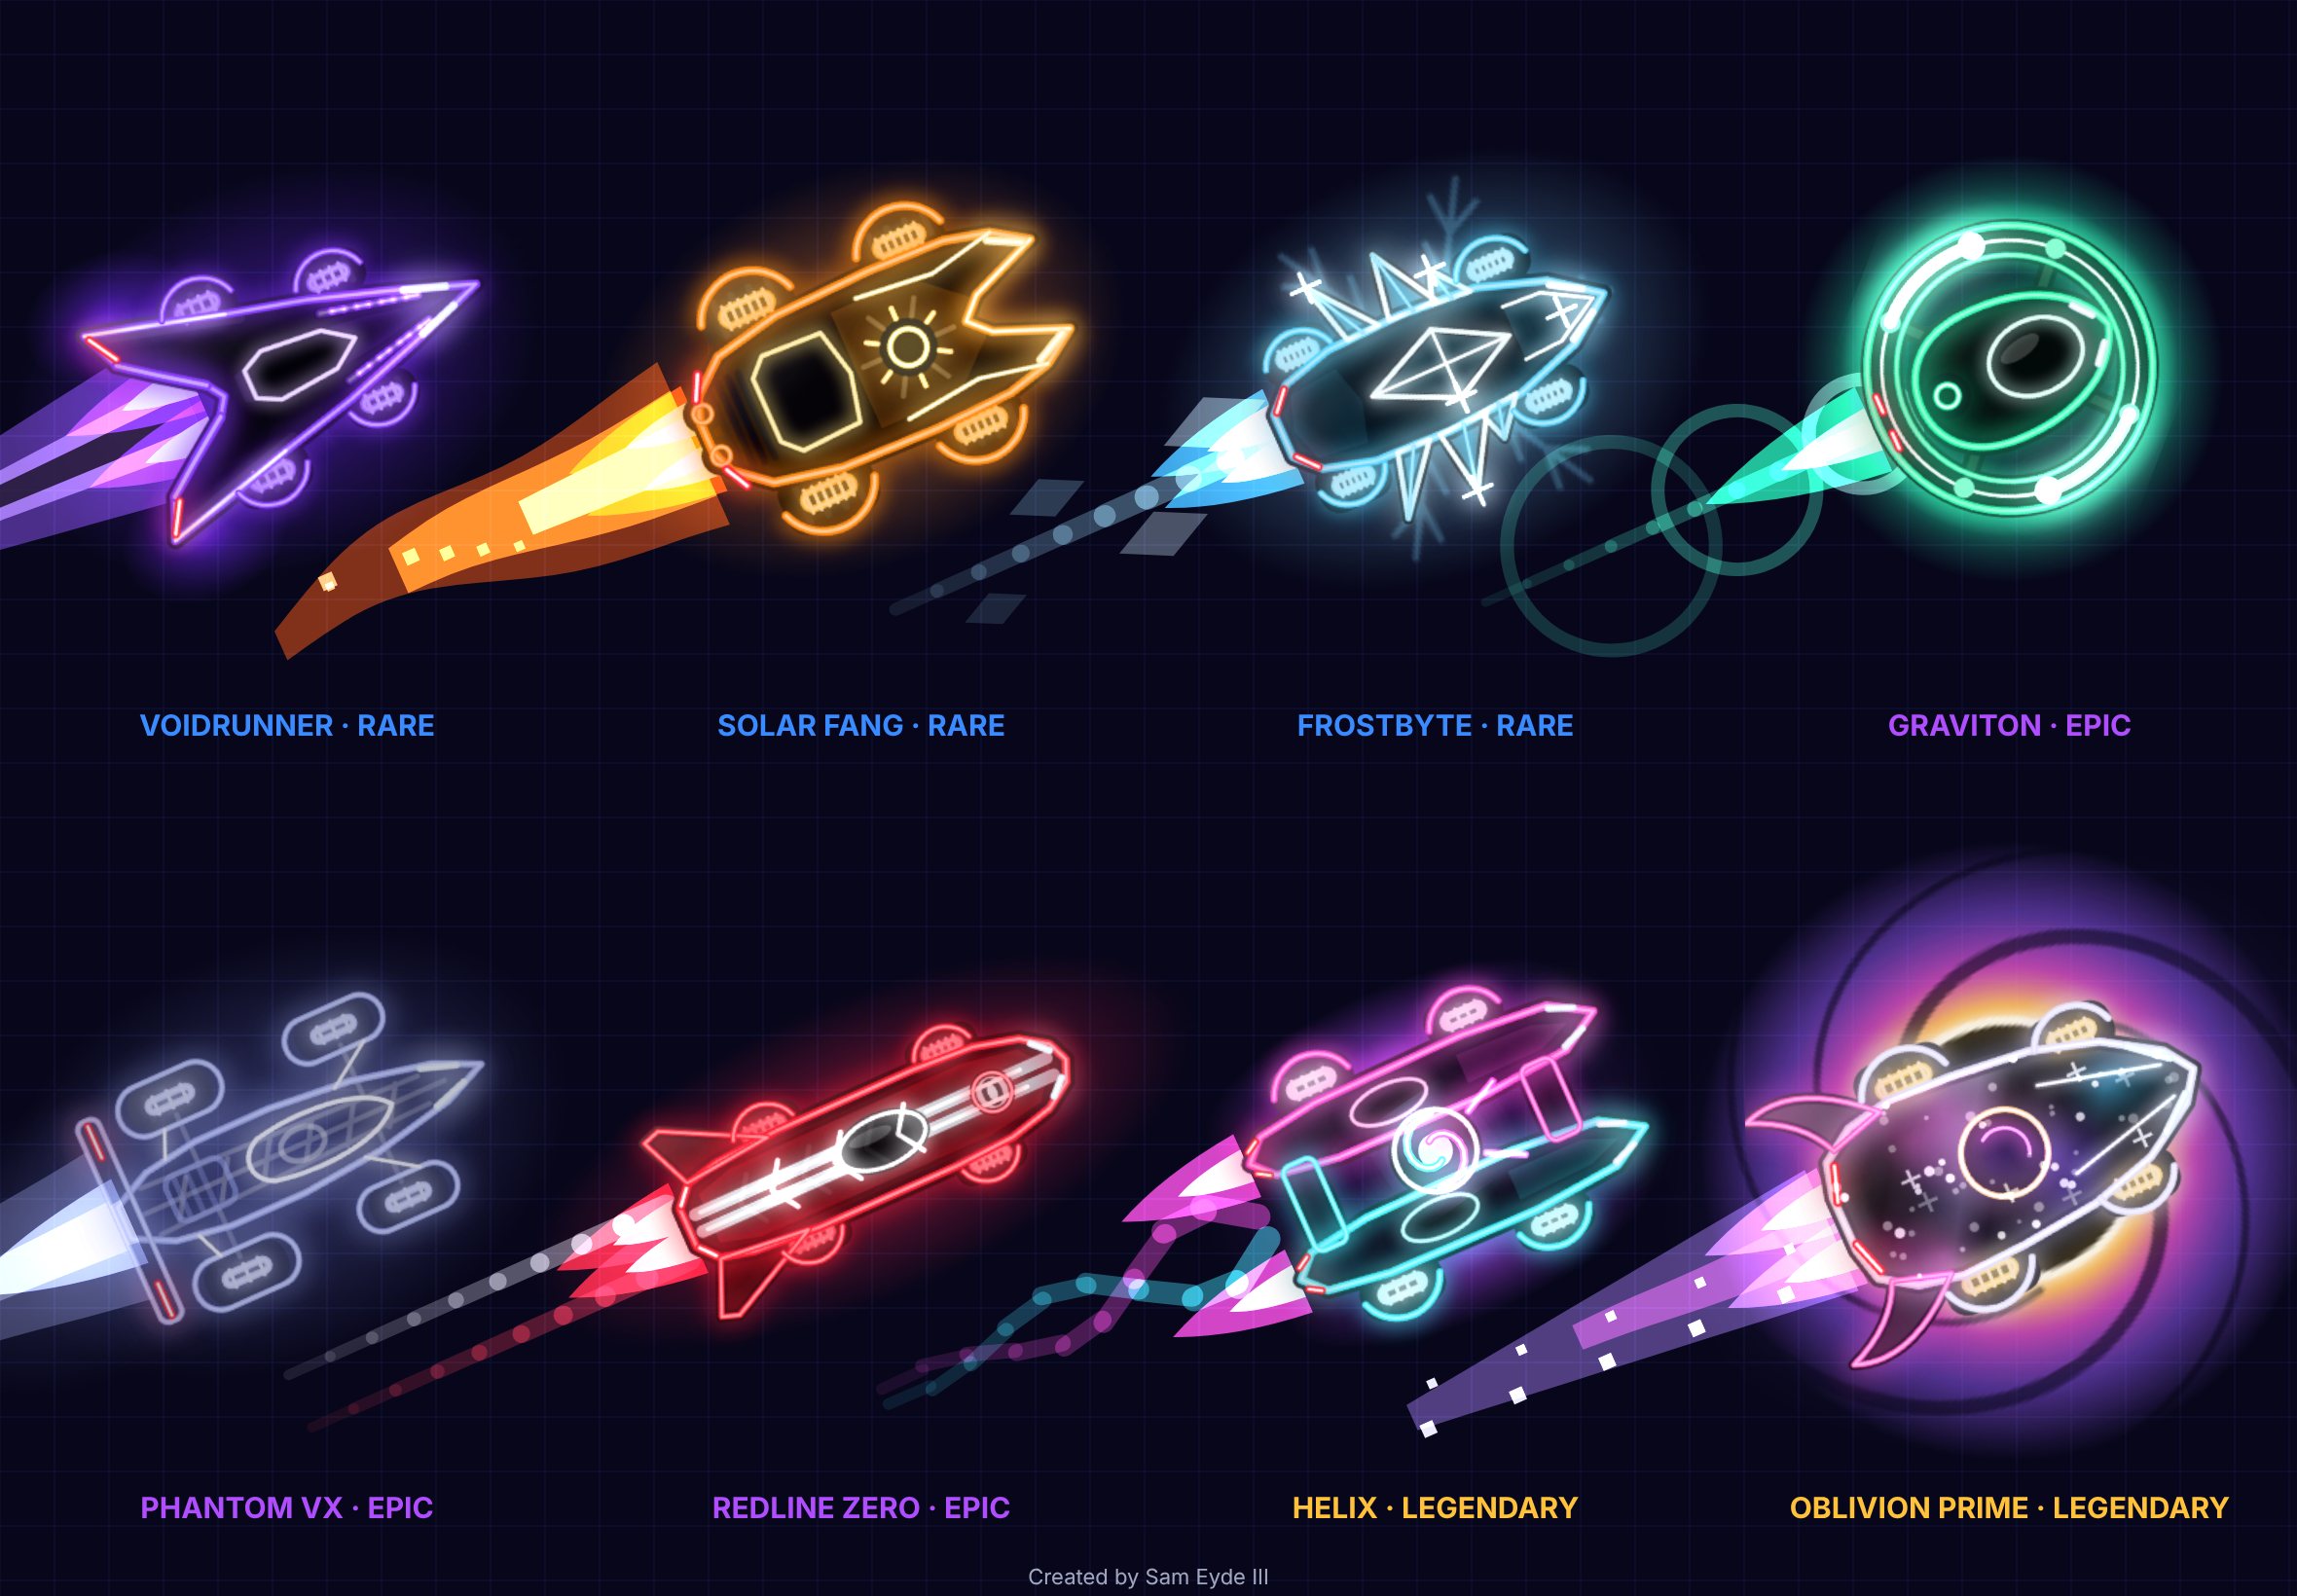 VOIDRUNNER · RARE
SOLAR FANG · RARE
FROSTBYTE · RARE
GRAVITON · EPIC
PHANTOM VX · EPIC
REDLINE ZERO · EPIC
HELIX · LEGENDARY
OBLIVION PRIME · LEGENDARY
Created by Sam Eyde III